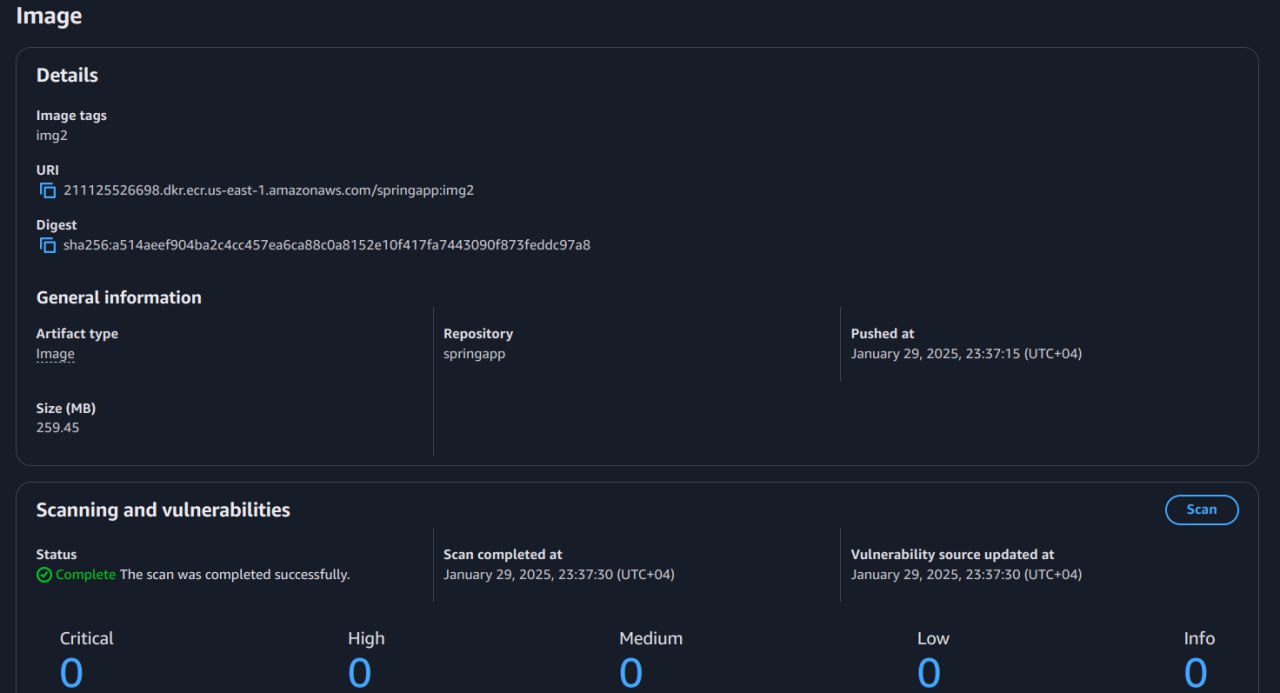 Image
Details
Image tags
img2
URI
211125526698.dkr.ecr.us-east-1.amazonaws.com/springapp:img2
Digest
sha256:a514aeef904ba2c4cc457ea6ca88c0a8152e10f417fa7443090f873feddc97a8
General information
Artifact type
Image
Repository
springapp
Pushed at
January 29, 2025, 23:37:15 (UTC+04)
Size (MB)
259.45
Scanning and vulnerabilities
Scan
Status
Complete The scan was completed successfully.
Scan completed at
January 29, 2025, 23:37:30 (UTC+04)
Vulnerability source updated at
January 29, 2025, 23:37:30 (UTC+04)
Critical
0
High
0
Medium
0
Low
0
Info
0